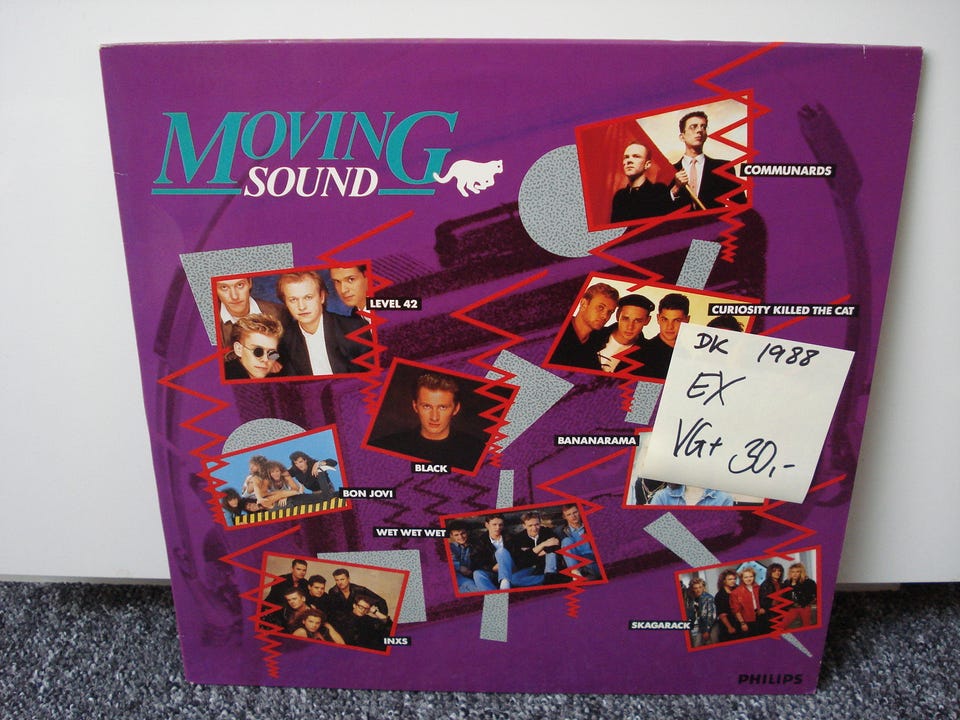 MOVING
SOUND
COMMUNARDS
LEVEL 42
CURIOSITY KILLED THE CAT
DK 1988
EX
VG+ 30,-
BLACK
BANANARAMA
BON JOVI
WET WET WET
SKAGARACK
INXS
PHILIPS